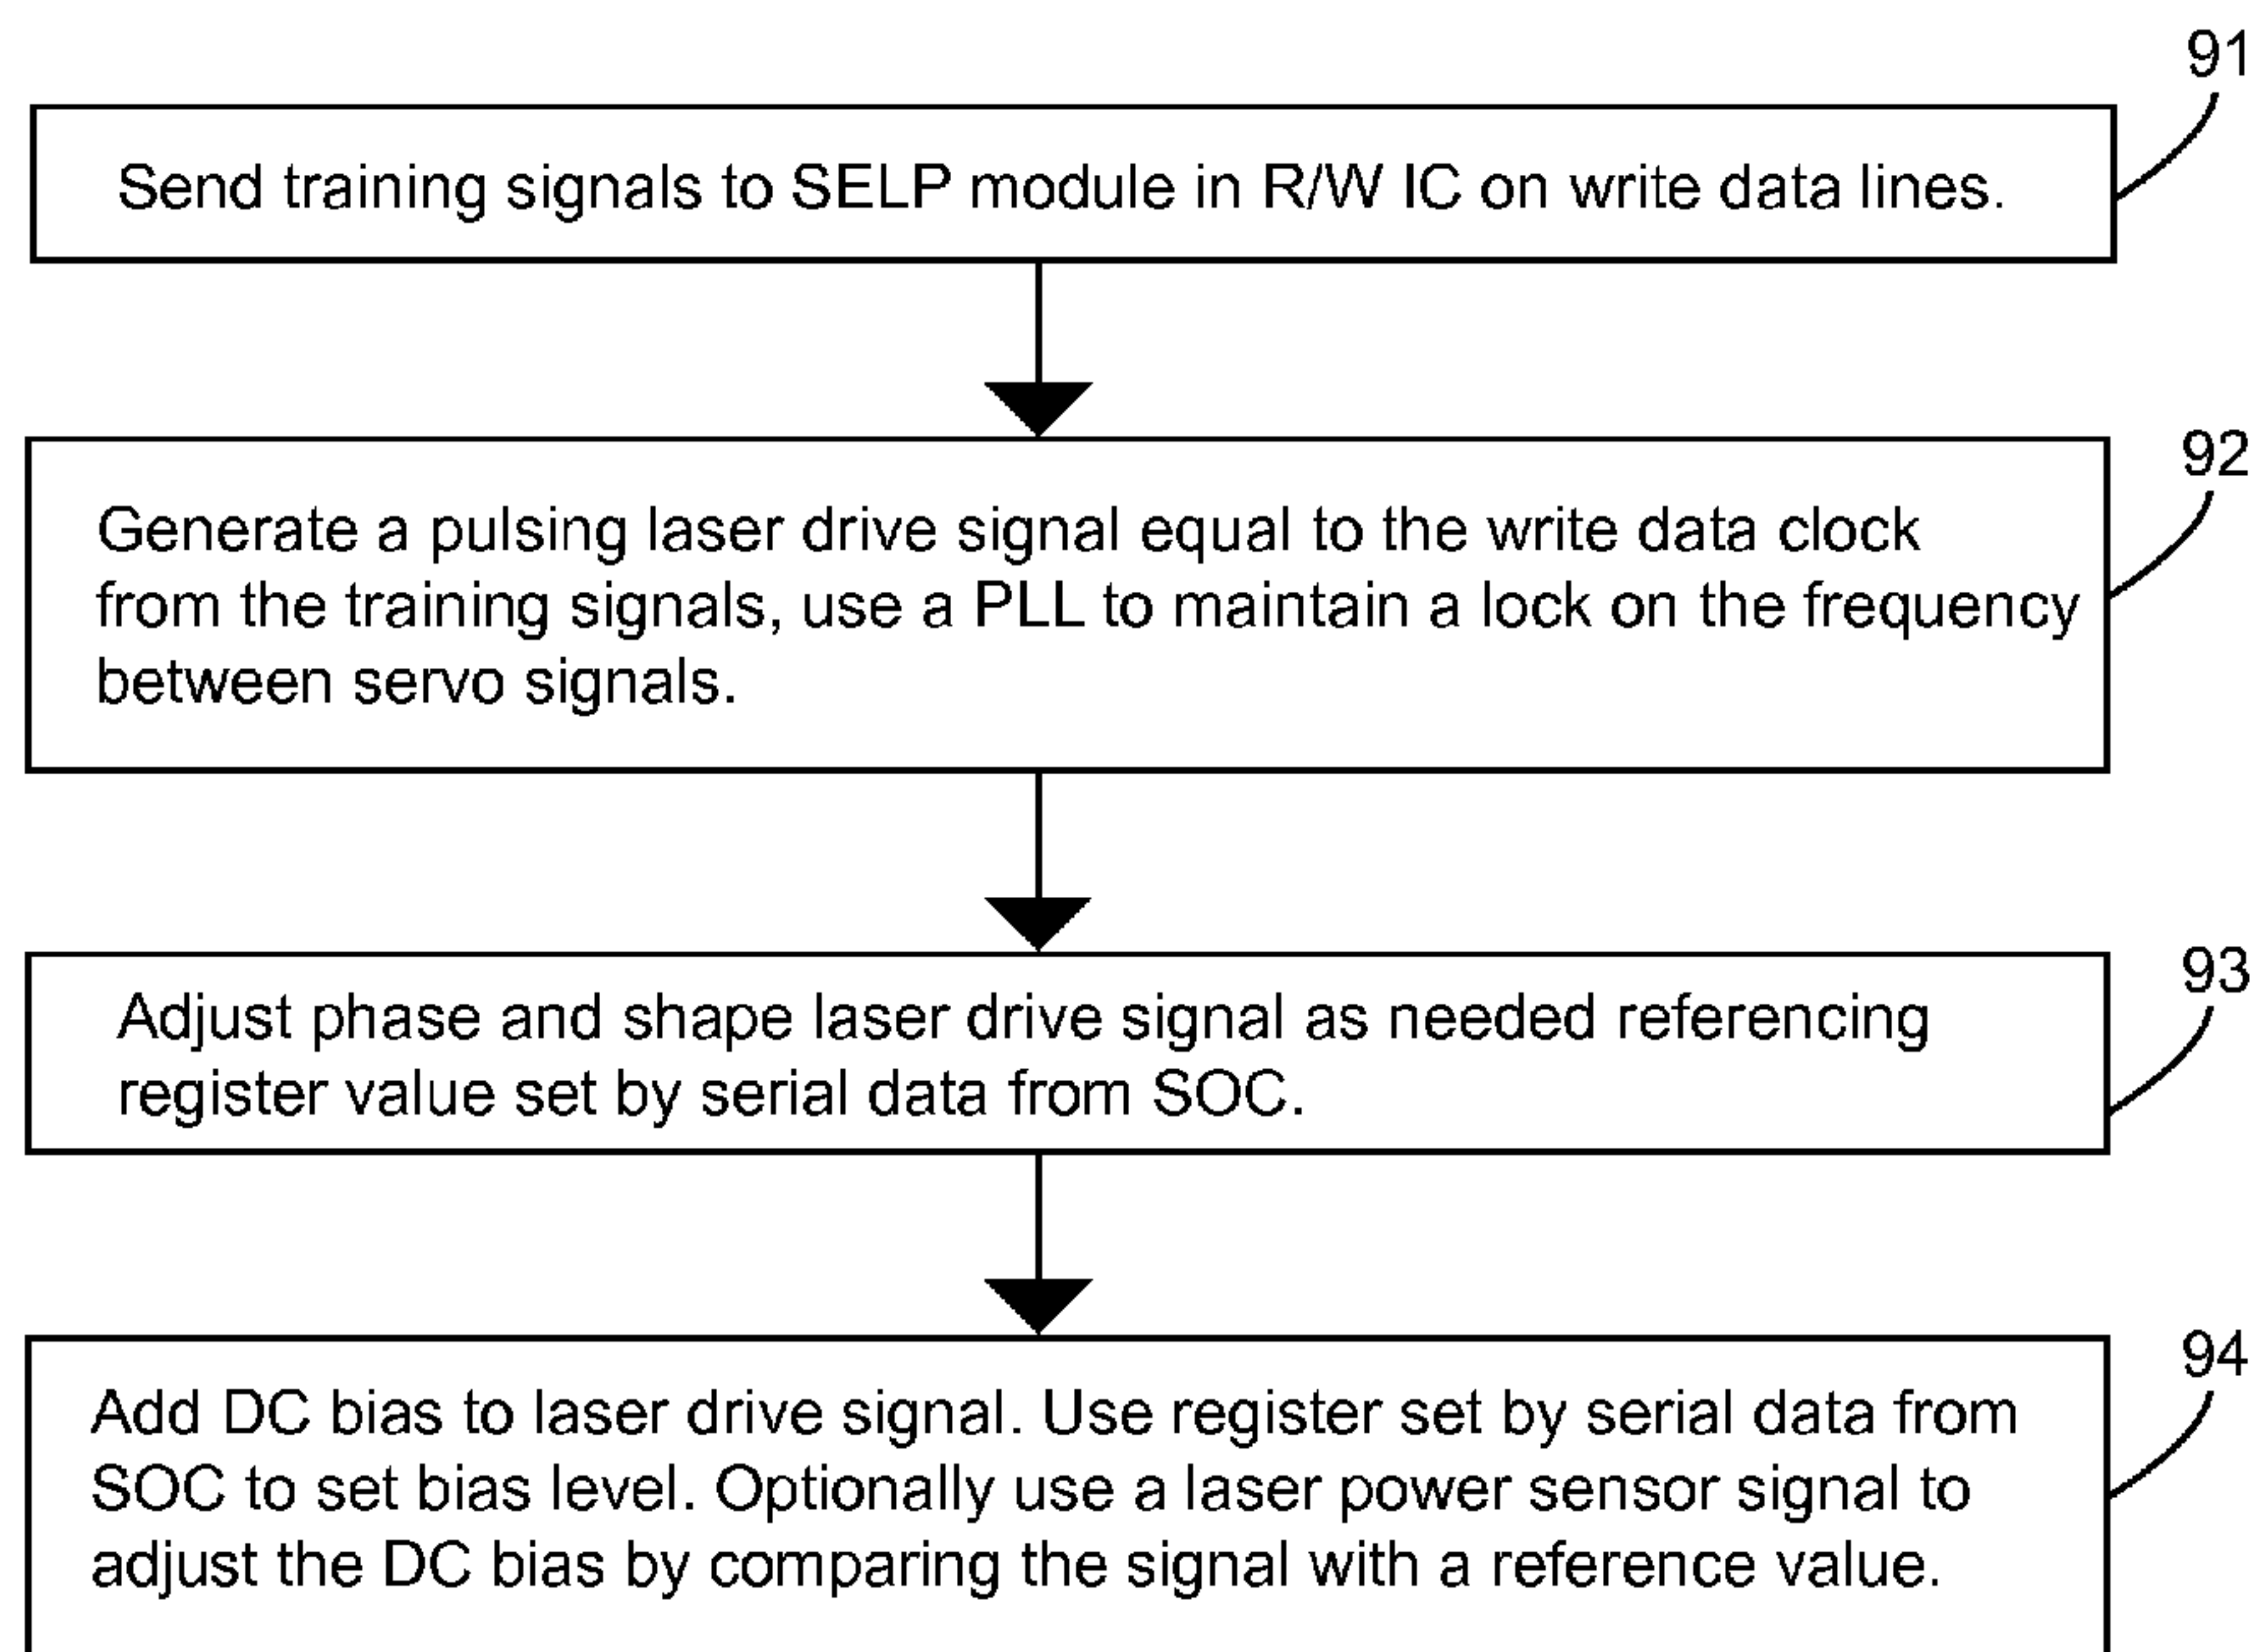 91
Send training signals to SELP module in R/W IC on write data lines.
92
Generate a pulsing laser drive signal equal to the write data clock
from the training signals, use a PLL to maintain a lock on the frequency
between servo signals.
93
Adjust phase and shape laser drive signal as needed referencing
register value set by serial data from SOC.
94
Add DC bias to laser drive signal. Use register set by serial data from
SOC to set bias level. Optionally use a laser power sensor signal to
adjust the DC bias by comparing the signal with a reference value.